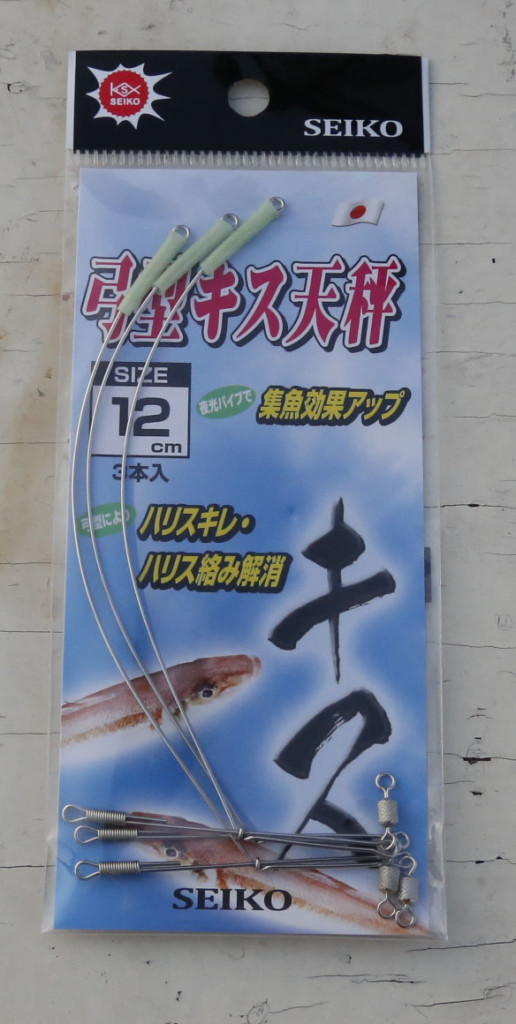 KSX
SEIKO
SEIKO
弓型キス天秤
SIZE
12
cm
3本入
夜光パイプで
集魚効果アップ
弓型により
ハリスキレ・
ハリス絡み解消
キス
SEIKO